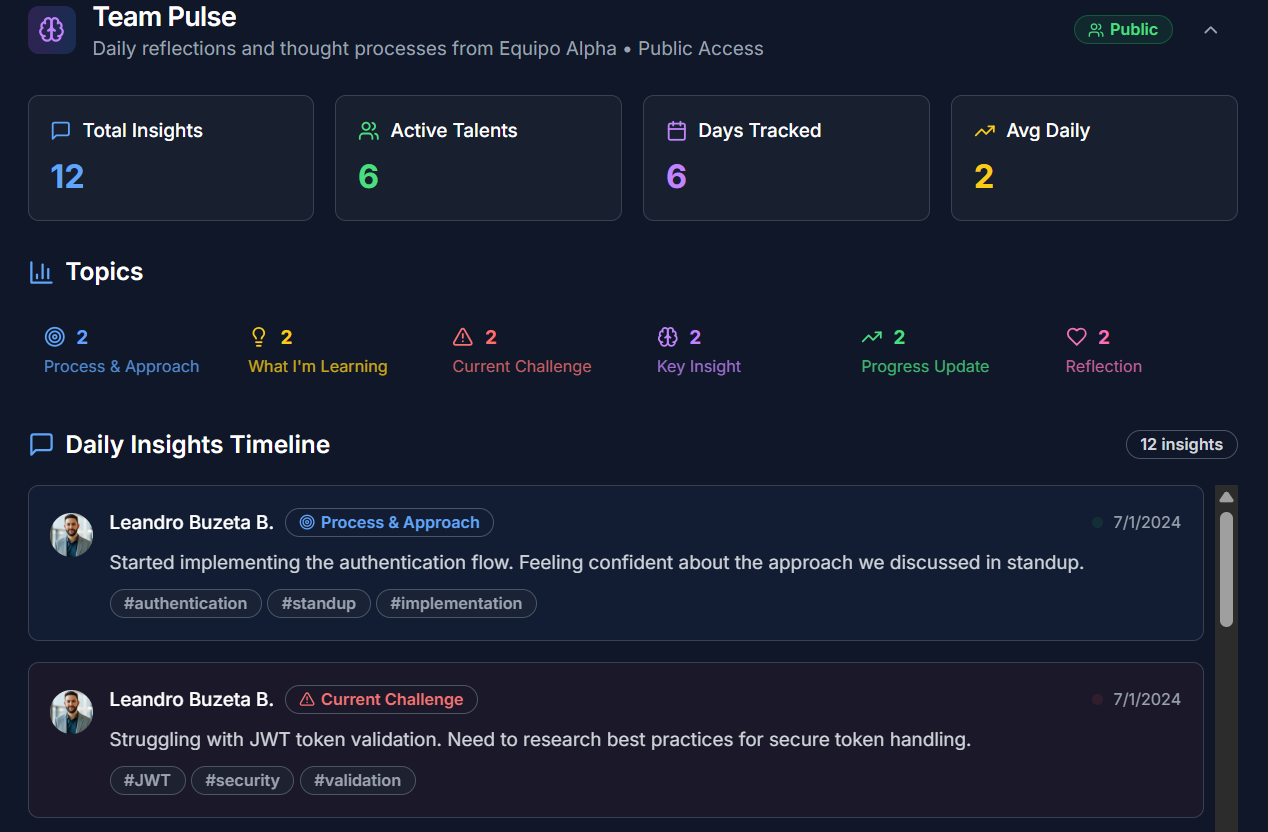 Team Pulse
Daily reflections and thought processes from Equipo Alpha • Public Access
Public
Total Insights
12
Active Talents
6
Days Tracked
6
Avg Daily
2
Topics
2
Process & Approach
2
What I'm Learning
2
Current Challenge
2
Key Insight
2
Progress Update
2
Reflection
Daily Insights Timeline
12 insights
Leandro Buzeta B. Process & Approach 7/1/2024
Started implementing the authentication flow. Feeling confident about the approach we discussed in standup.
#authentication #standup #implementation
Leandro Buzeta B. Current Challenge 7/1/2024
Struggling with JWT token validation. Need to research best practices for secure token handling.
#JWT #security #validation